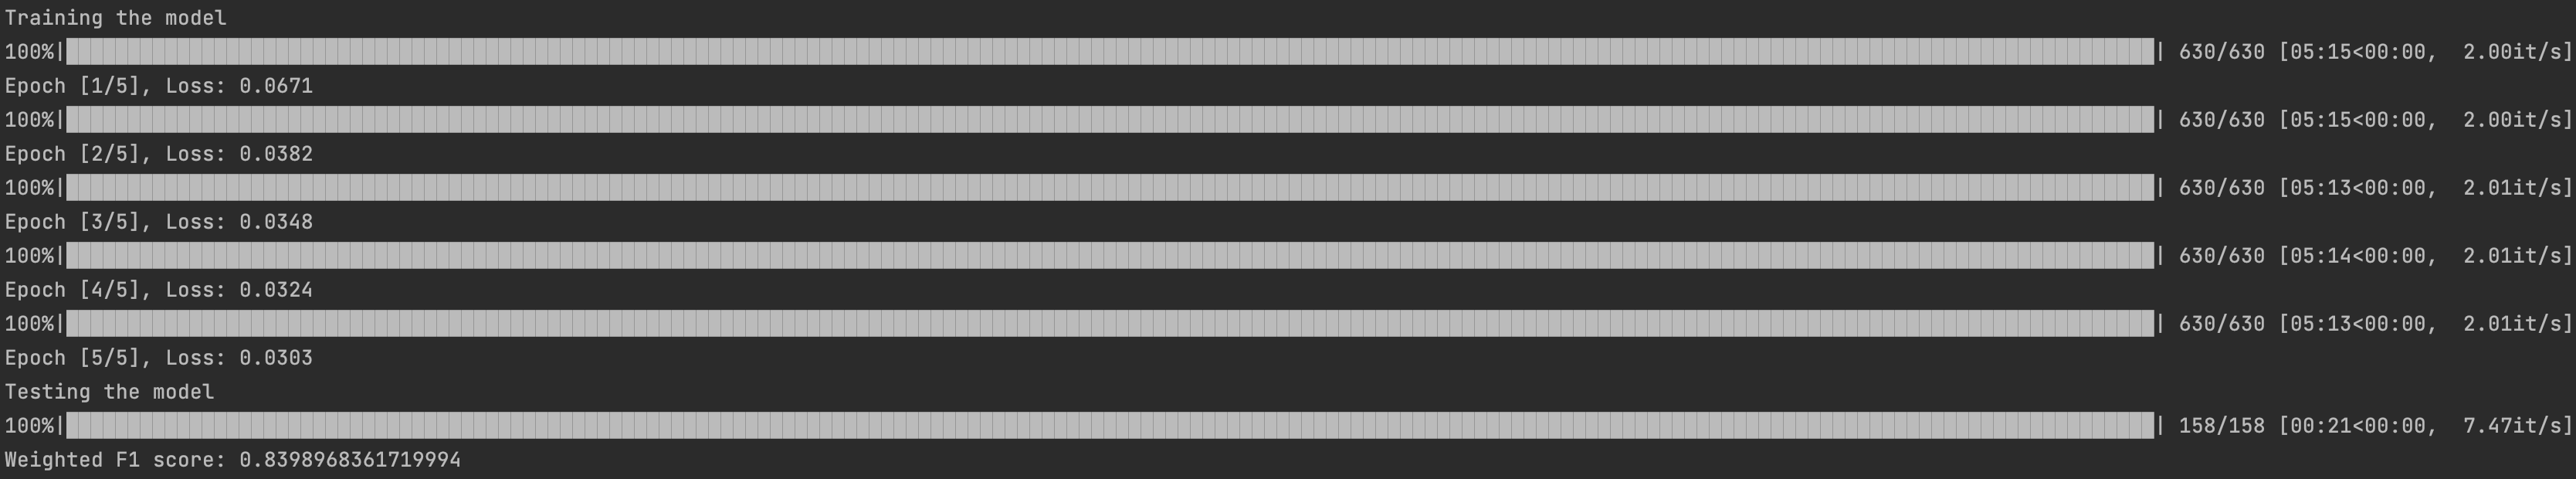 Training the model
100%|██████████| 630/630 [05:15<00:00,  2.00it/s]
Epoch [1/5], Loss: 0.0671
100%|██████████| 630/630 [05:15<00:00,  2.00it/s]
Epoch [2/5], Loss: 0.0382
100%|██████████| 630/630 [05:13<00:00,  2.01it/s]
Epoch [3/5], Loss: 0.0348
100%|██████████| 630/630 [05:14<00:00,  2.01it/s]
Epoch [4/5], Loss: 0.0324
100%|██████████| 630/630 [05:13<00:00,  2.01it/s]
Epoch [5/5], Loss: 0.0303
Testing the model
100%|██████████| 158/158 [00:21<00:00,  7.47it/s]
Weighted F1 score: 0.8398968361719994